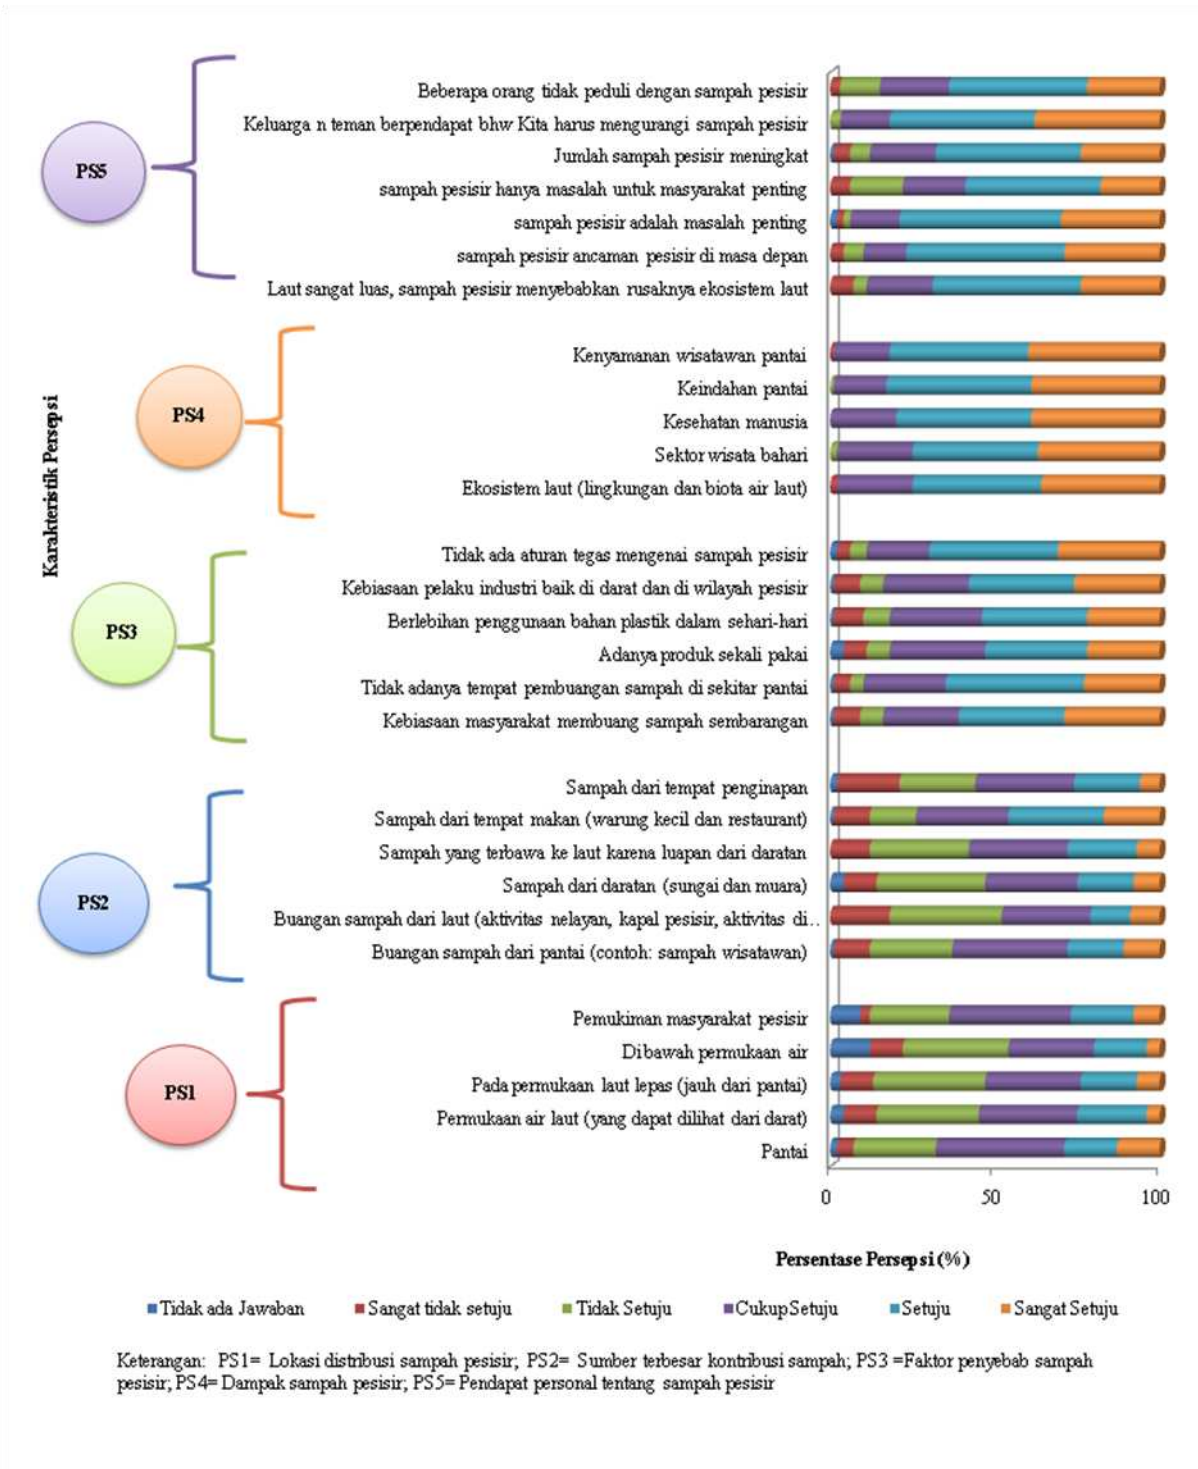 Beberapa orang tidak peduli dengan sampah pesisir
Keluarga n teman berpendapat bhw Kita harus mengurangi sampah pesisir
Jumlah sampah pesisir meningkat
sampah pesisir hanya masalah untuk masyarakat penting
sampah pesisir adalah masalah penting
sampah pesisir ancaman pesisir di masa depan
Laut sangat luas, sampah pesisir menyebabkan rusaknya ekosistem laut
PS5
Kenyamanan wisatawan pantai
Keindahan pantai
Kesehatan manusia
Sektor wisata bahari
Ekosistem laut (lingkungan dan biota air laut)
PS4
Karakteristik Persepsi
Tidak ada aturan tegas mengenai sampah pesisir
Kebiasaan pelaku industri baik di darat dan di wilayah pesisir
Berlebihan penggunaan bahan plastik dalam sehari-hari
Adanya produk sekali pakai
Tidak adanya tempat pembuangan sampah di sekitar pantai
Kebiasaan masyarakat membuang sampah sembarangan
PS3
Sampah dari tempat penginapan
Sampah dari tempat makan (warung kecil dan restaurant)
Sampah yang terbawa ke laut karena luapan dari daratan
Sampah dari daratan (sungai dan muara)
Buangan sampah dari laut (aktivitas nelayan, kapal pesisir, aktivitas di..
Buangan sampah dari pantai (contoh: sampah wisatawan)
PS2
Pemukiman masyarakat pesisir
Dibawah permukaan air
Pada permukaan laut lepas (jauh dari pantai)
Permukaan air laut (yang dapat dilihat dari darat)
Pantai
PS1
0 50 100
Persentase Persepsi (%)
Tidak ada Jawaban Sangat tidak setuju Tidak Setuju Cukup Setuju Setuju Sangat Setuju
Keterangan: PS1= Lokasi distribusi sampah pesisir; PS2= Sumber terbesar kontribusi sampah; PS3 =Faktor penyebab sampah
pesisir; PS4= Dampak sampah pesisir; PS5= Pendapat personal tentang sampah pesisir